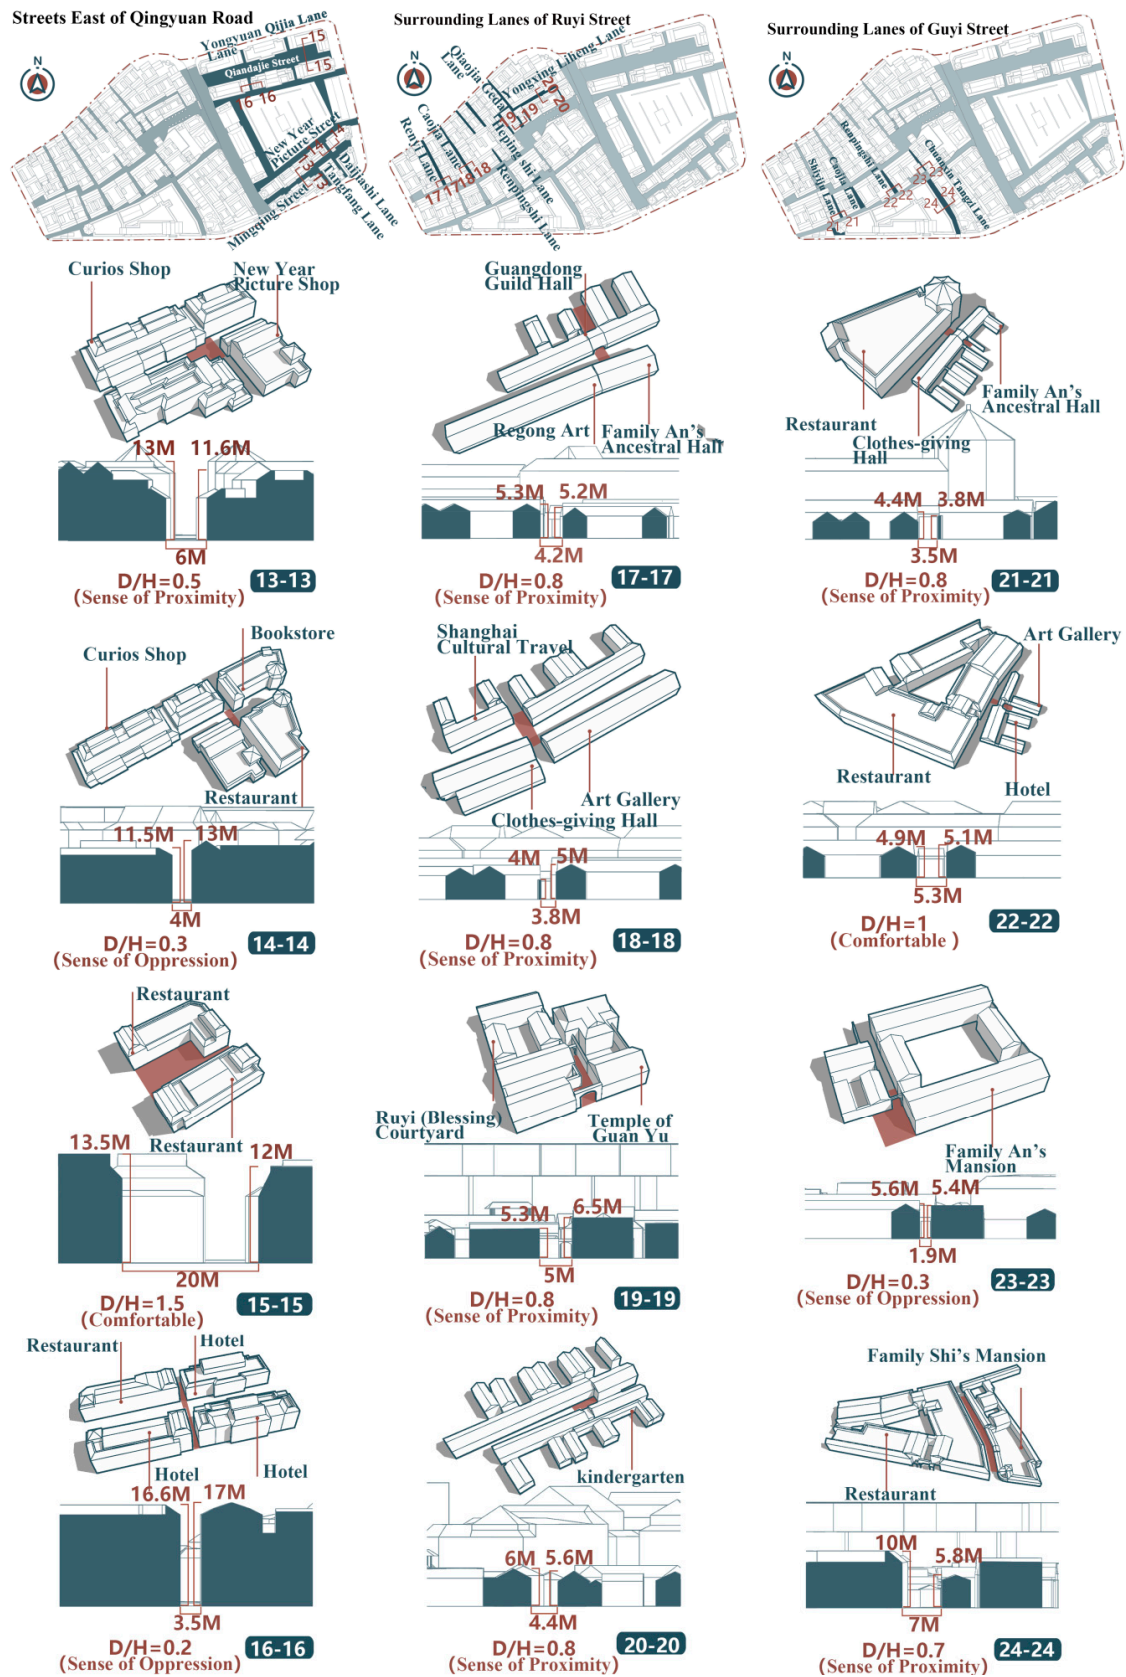 Streets East of Qingyuan Road
N
Yongyuan Qijia
Lane
15
Qiandajie Street
15
6 16
New Year
Picture Street
14
14
13
13
Mingqing Street
Tangfang Lane
Daijiashi Lane
Surrounding Lanes of Ruyi Street
N
Qiaojia Geda
Lane
Yongxing Liheng Lane
20
20
19
19
Caojia Lane
Renyi Lane
Heping shi Lane
Renpingshi Lane
17
17
18
18
Surrounding Lanes of Guyi Street
N
Renpingshi Lane
Caojia Lane
Shiyijin Lane
Chuanxin Tangzi Lane
23
23
24
24
22
22
21
21
Curios Shop
New Year
Picture Shop
13M
11.6M
6M
D/H=0.5
13-13
(Sense of Proximity)
Guangdong
Guild Hall
Regong Art
Family An's
Ancestral Hall
5.3M
5.2M
4.2M
D/H=0.8
17-17
(Sense of Proximity)
Restaurant
Clothes-giving
Hall
Family An's
Ancestral Hall
4.4M
3.8M
3.5M
D/H=0.8
21-21
(Sense of Proximity)
Curios Shop
Bookstore
Restaurant
11.5M
13M
4M
D/H=0.3
14-14
(Sense of Oppression)
Shanghai
Cultural Travel
Art Gallery
Clothes-giving Hall
4M
5M
3.8M
D/H=0.8
18-18
(Sense of Proximity)
Art Gallery
Restaurant
Hotel
4.9M
5.1M
5.3M
D/H=1
22-22
(Comfortable )
Restaurant
Restaurant
13.5M
12M
20M
D/H=1.5
15-15
(Comfortable)
Ruyi (Blessing)
Courtyard
Temple of
Guan Yu
5.3M
6.5M
5M
D/H=0.8
19-19
(Sense of Proximity)
Family An's
Mansion
5.6M
5.4M
1.9M
D/H=0.3
23-23
(Sense of Oppression)
Restaurant
Hotel
Hotel
Hotel
16.6M
17M
3.5M
D/H=0.2
16-16
(Sense of Oppression)
kindergarten
6M
5.6M
4.4M
D/H=0.8
20-20
(Sense of Proximity)
Family Shi's Mansion
Restaurant
10M
5.8M
7M
D/H=0.7
24-24
(Sense of Proximity)